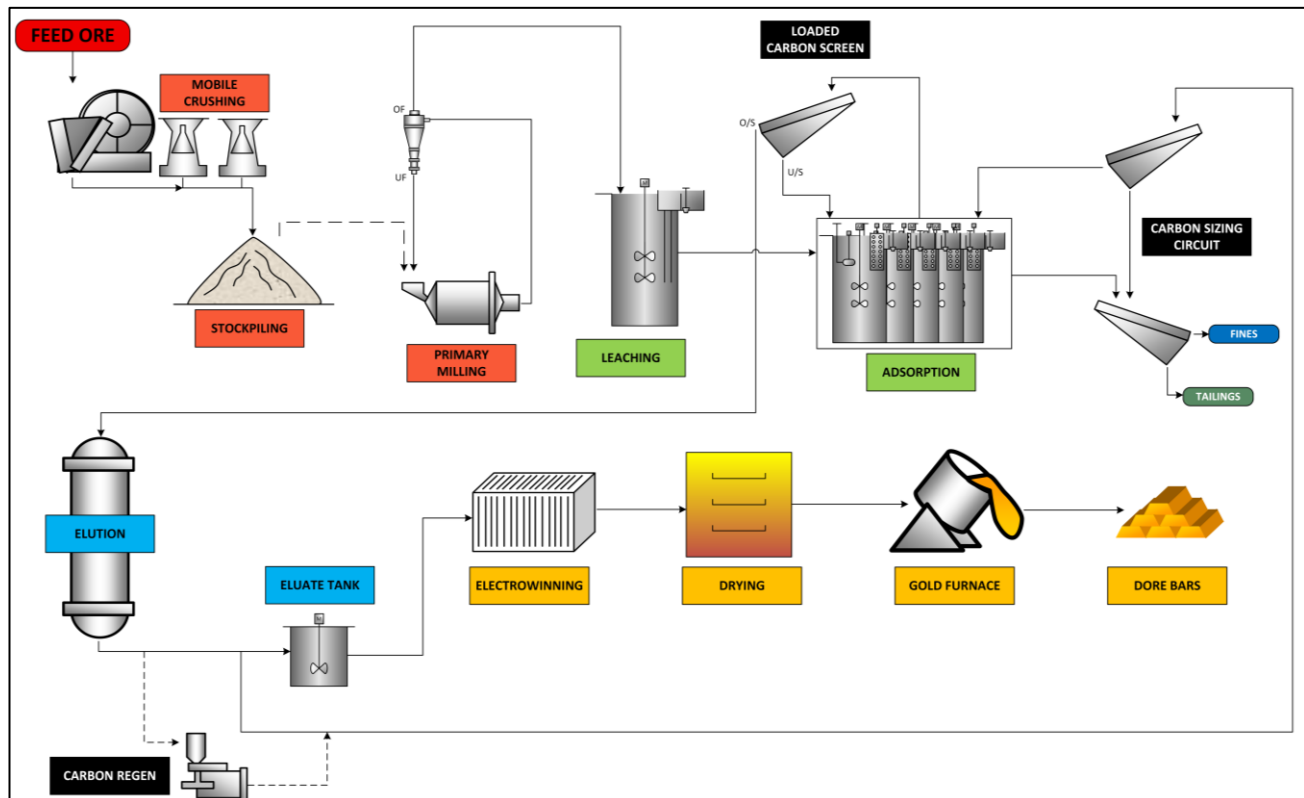 FEED ORE
MOBILE
CRUSHING
STOCKPILING
OF
UF
PRIMARY
MILLING
LEACHING
LOADED
CARBON SCREEN
O/S
U/S
ADSORPTION
CARBON SIZING
CIRCUIT
FINES
TAILINGS
ELUTION
ELUATE TANK
ELECTROWINNING
DRYING
GOLD FURNACE
DORE BARS
CARBON REGEN